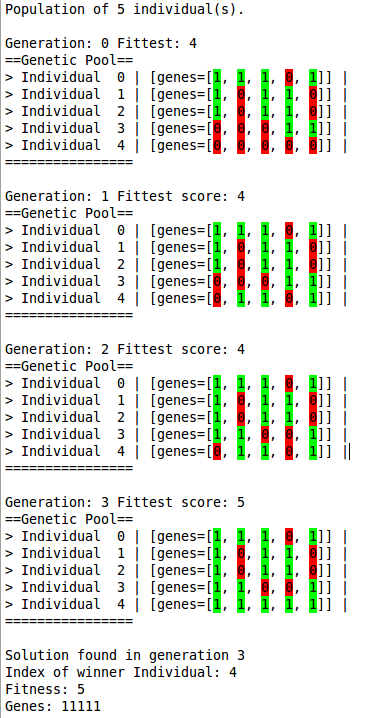 Population of 5 individual(s).
Generation: 0 Fittest: 4
==Genetic Pool==
> Individual  0 | [genes=[1, 1, 1, 0, 1]] |
> Individual  1 | [genes=[1, 0, 1, 1, 0]] |
> Individual  2 | [genes=[1, 0, 1, 1, 0]] |
> Individual  3 | [genes=[0, 0, 0, 1, 1]] |
> Individual  4 | [genes=[0, 0, 0, 0, 0]] |
================
Generation: 1 Fittest score: 4
==Genetic Pool==
> Individual  0 | [genes=[1, 1, 1, 0, 1]] |
> Individual  1 | [genes=[1, 0, 1, 1, 0]] |
> Individual  2 | [genes=[1, 0, 1, 1, 0]] |
> Individual  3 | [genes=[0, 0, 0, 1, 1]] |
> Individual  4 | [genes=[0, 1, 1, 0, 1]] |
================
Generation: 2 Fittest score: 4
==Genetic Pool==
> Individual  0 | [genes=[1, 1, 1, 0, 1]] |
> Individual  1 | [genes=[1, 0, 1, 1, 0]] |
> Individual  2 | [genes=[1, 0, 1, 1, 0]] |
> Individual  3 | [genes=[1, 1, 0, 0, 1]] |
> Individual  4 | [genes=[0, 1, 1, 0, 1]] |
================
Generation: 3 Fittest score: 5
==Genetic Pool==
> Individual  0 | [genes=[1, 1, 1, 0, 1]] |
> Individual  1 | [genes=[1, 0, 1, 1, 0]] |
> Individual  2 | [genes=[1, 0, 1, 1, 0]] |
> Individual  3 | [genes=[1, 1, 0, 0, 1]] |
> Individual  4 | [genes=[1, 1, 1, 1, 1]] |
================
Solution found in generation 3
Index of winner Individual: 4
Fitness: 5
Genes: 11111